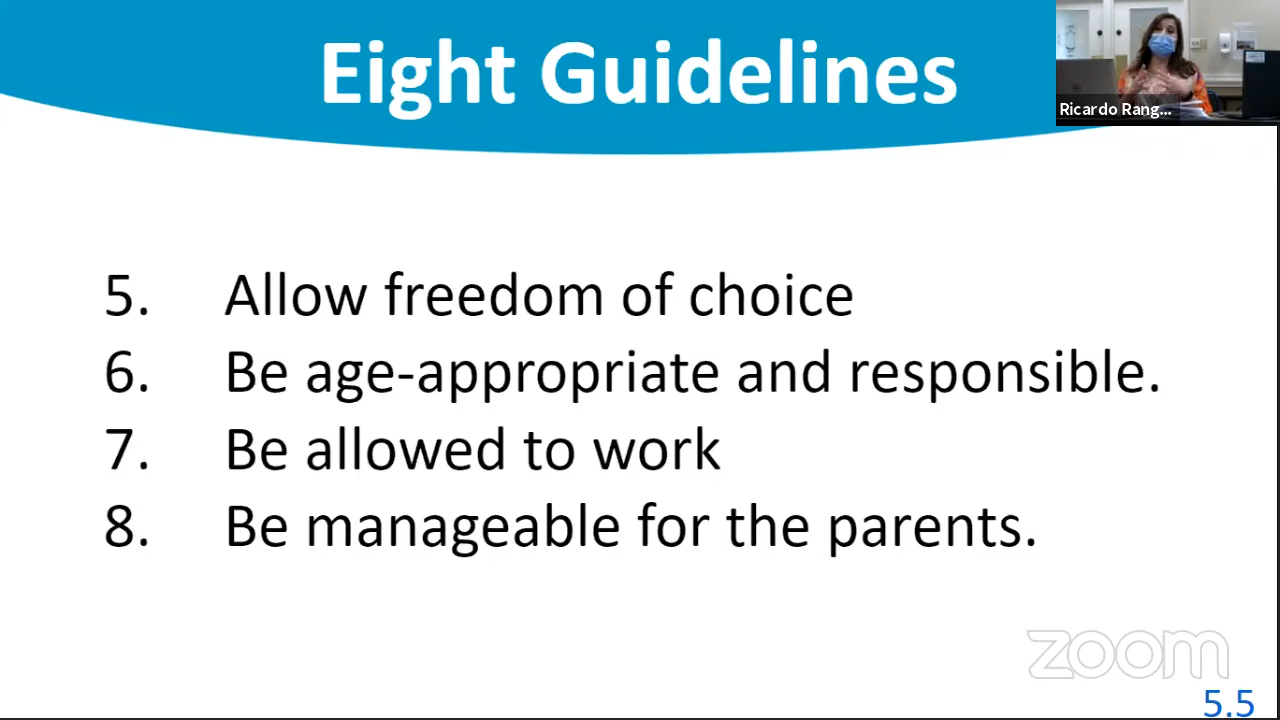 Eight Guidelines
Ricardo Rang...
5. Allow freedom of choice
6. Be age-appropriate and responsible.
7. Be allowed to work
8. Be manageable for the parents.
zoom
5.5